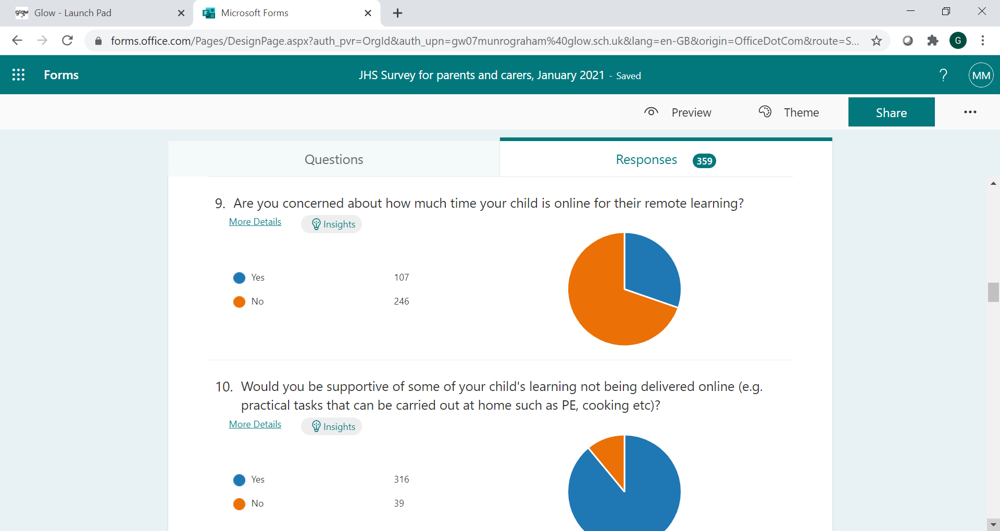 glow Glow - Launch Pad
Microsoft Forms
forms.office.com/Pages/DesignPage.aspx?auth_pvr=OrgId&auth_upn=gw07munrograham%40glow.sch.uk&lang=en-GB&origin=OfficeDotCom&route=S...
G
Forms
JHS Survey for parents and carers, January 2021 - Saved
?
MM
Preview
Theme
Share
Questions
Responses 359
9. Are you concerned about how much time your child is online for their remote learning?
More Details
Insights
Yes 107
No 246
10. Would you be supportive of some of your child's learning not being delivered online (e.g.
practical tasks that can be carried out at home such as PE, cooking etc)?
More Details
Insights
Yes 316
No 39